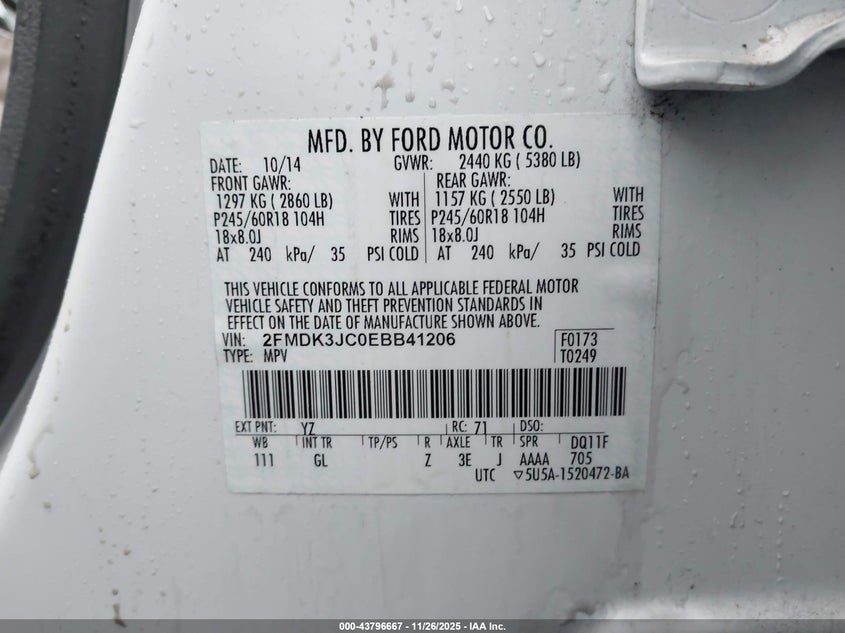 MFD. BY FORD MOTOR CO.
DATE: 10/14 GVWR: 2440 KG ( 5380 LB)
FRONT GAWR: REAR GAWR:
1297 KG ( 2860 LB) WITH 1157 KG ( 2550 LB) WITH
P245/60R18 104H TIRES P245/60R18 104H TIRES
18x8.0J RIMS 18x8.0J RIMS
AT 240 kPa/ 35 PSI COLD AT 240 kPa/ 35 PSI COLD
THIS VEHICLE CONFORMS TO ALL APPLICABLE FEDERAL MOTOR
VEHICLE SAFETY AND THEFT PREVENTION STANDARDS IN
EFFECT ON THE DATE OF MANUFACTURE SHOWN ABOVE.
VIN: 2FMDK3JC0EBB41206 F0173
TYPE: MPV T0249
EXT PNT: YZ RC: 71 DSO:
WB INT TR TP/PS R AXLE TR SPR DQ11F
111 GL Z 3E J AAAA 705
UTC ▽5U5A-1520472-BA
000-43796667 - 11/26/2025 - IAA Inc.